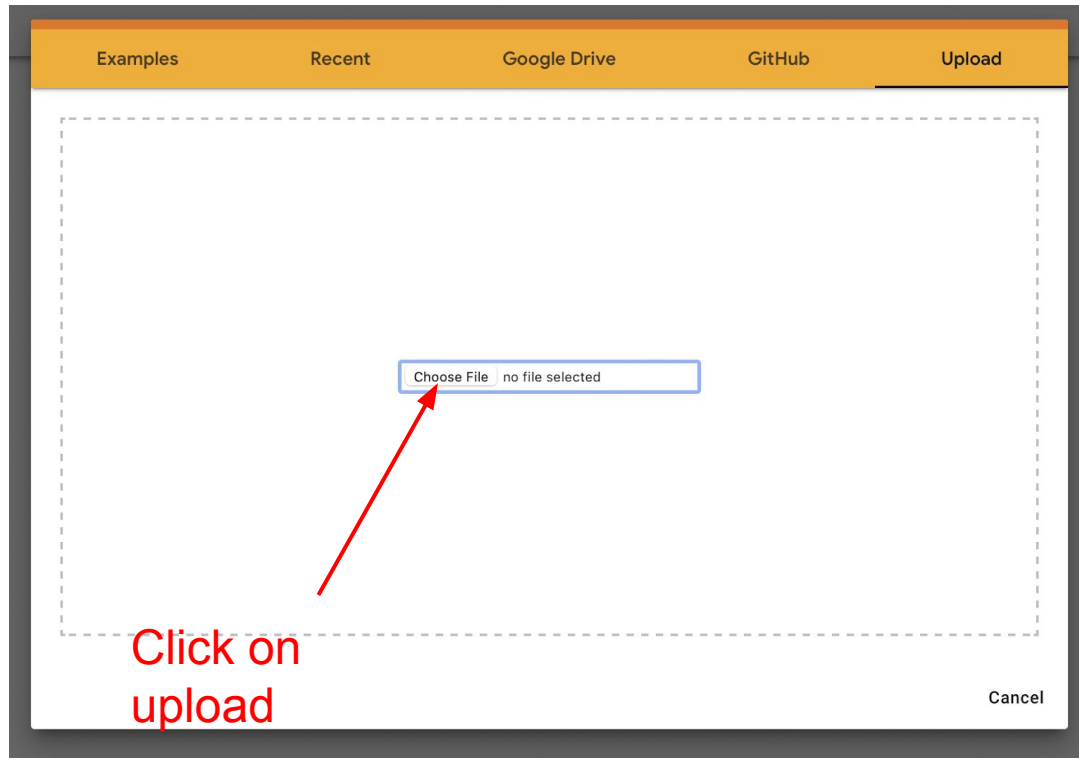 Examples Recent Google Drive GitHub Upload
Choose File no file selected
Click on
upload
Cancel